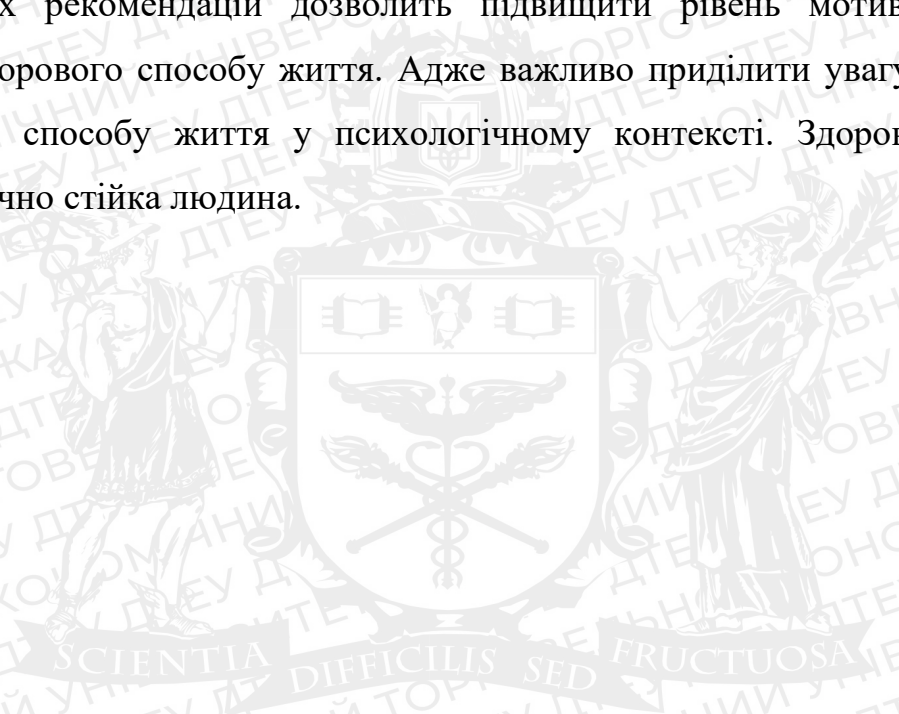 х рекомендацій дозволить підвищити рівень мотив
орового способу життя. Адже важливо приділити увагу
способу життя у психологічному контексті. Здоров
чно стійка людина.
SCIENTIA DIFFICILIS SED FRUCTUOSA